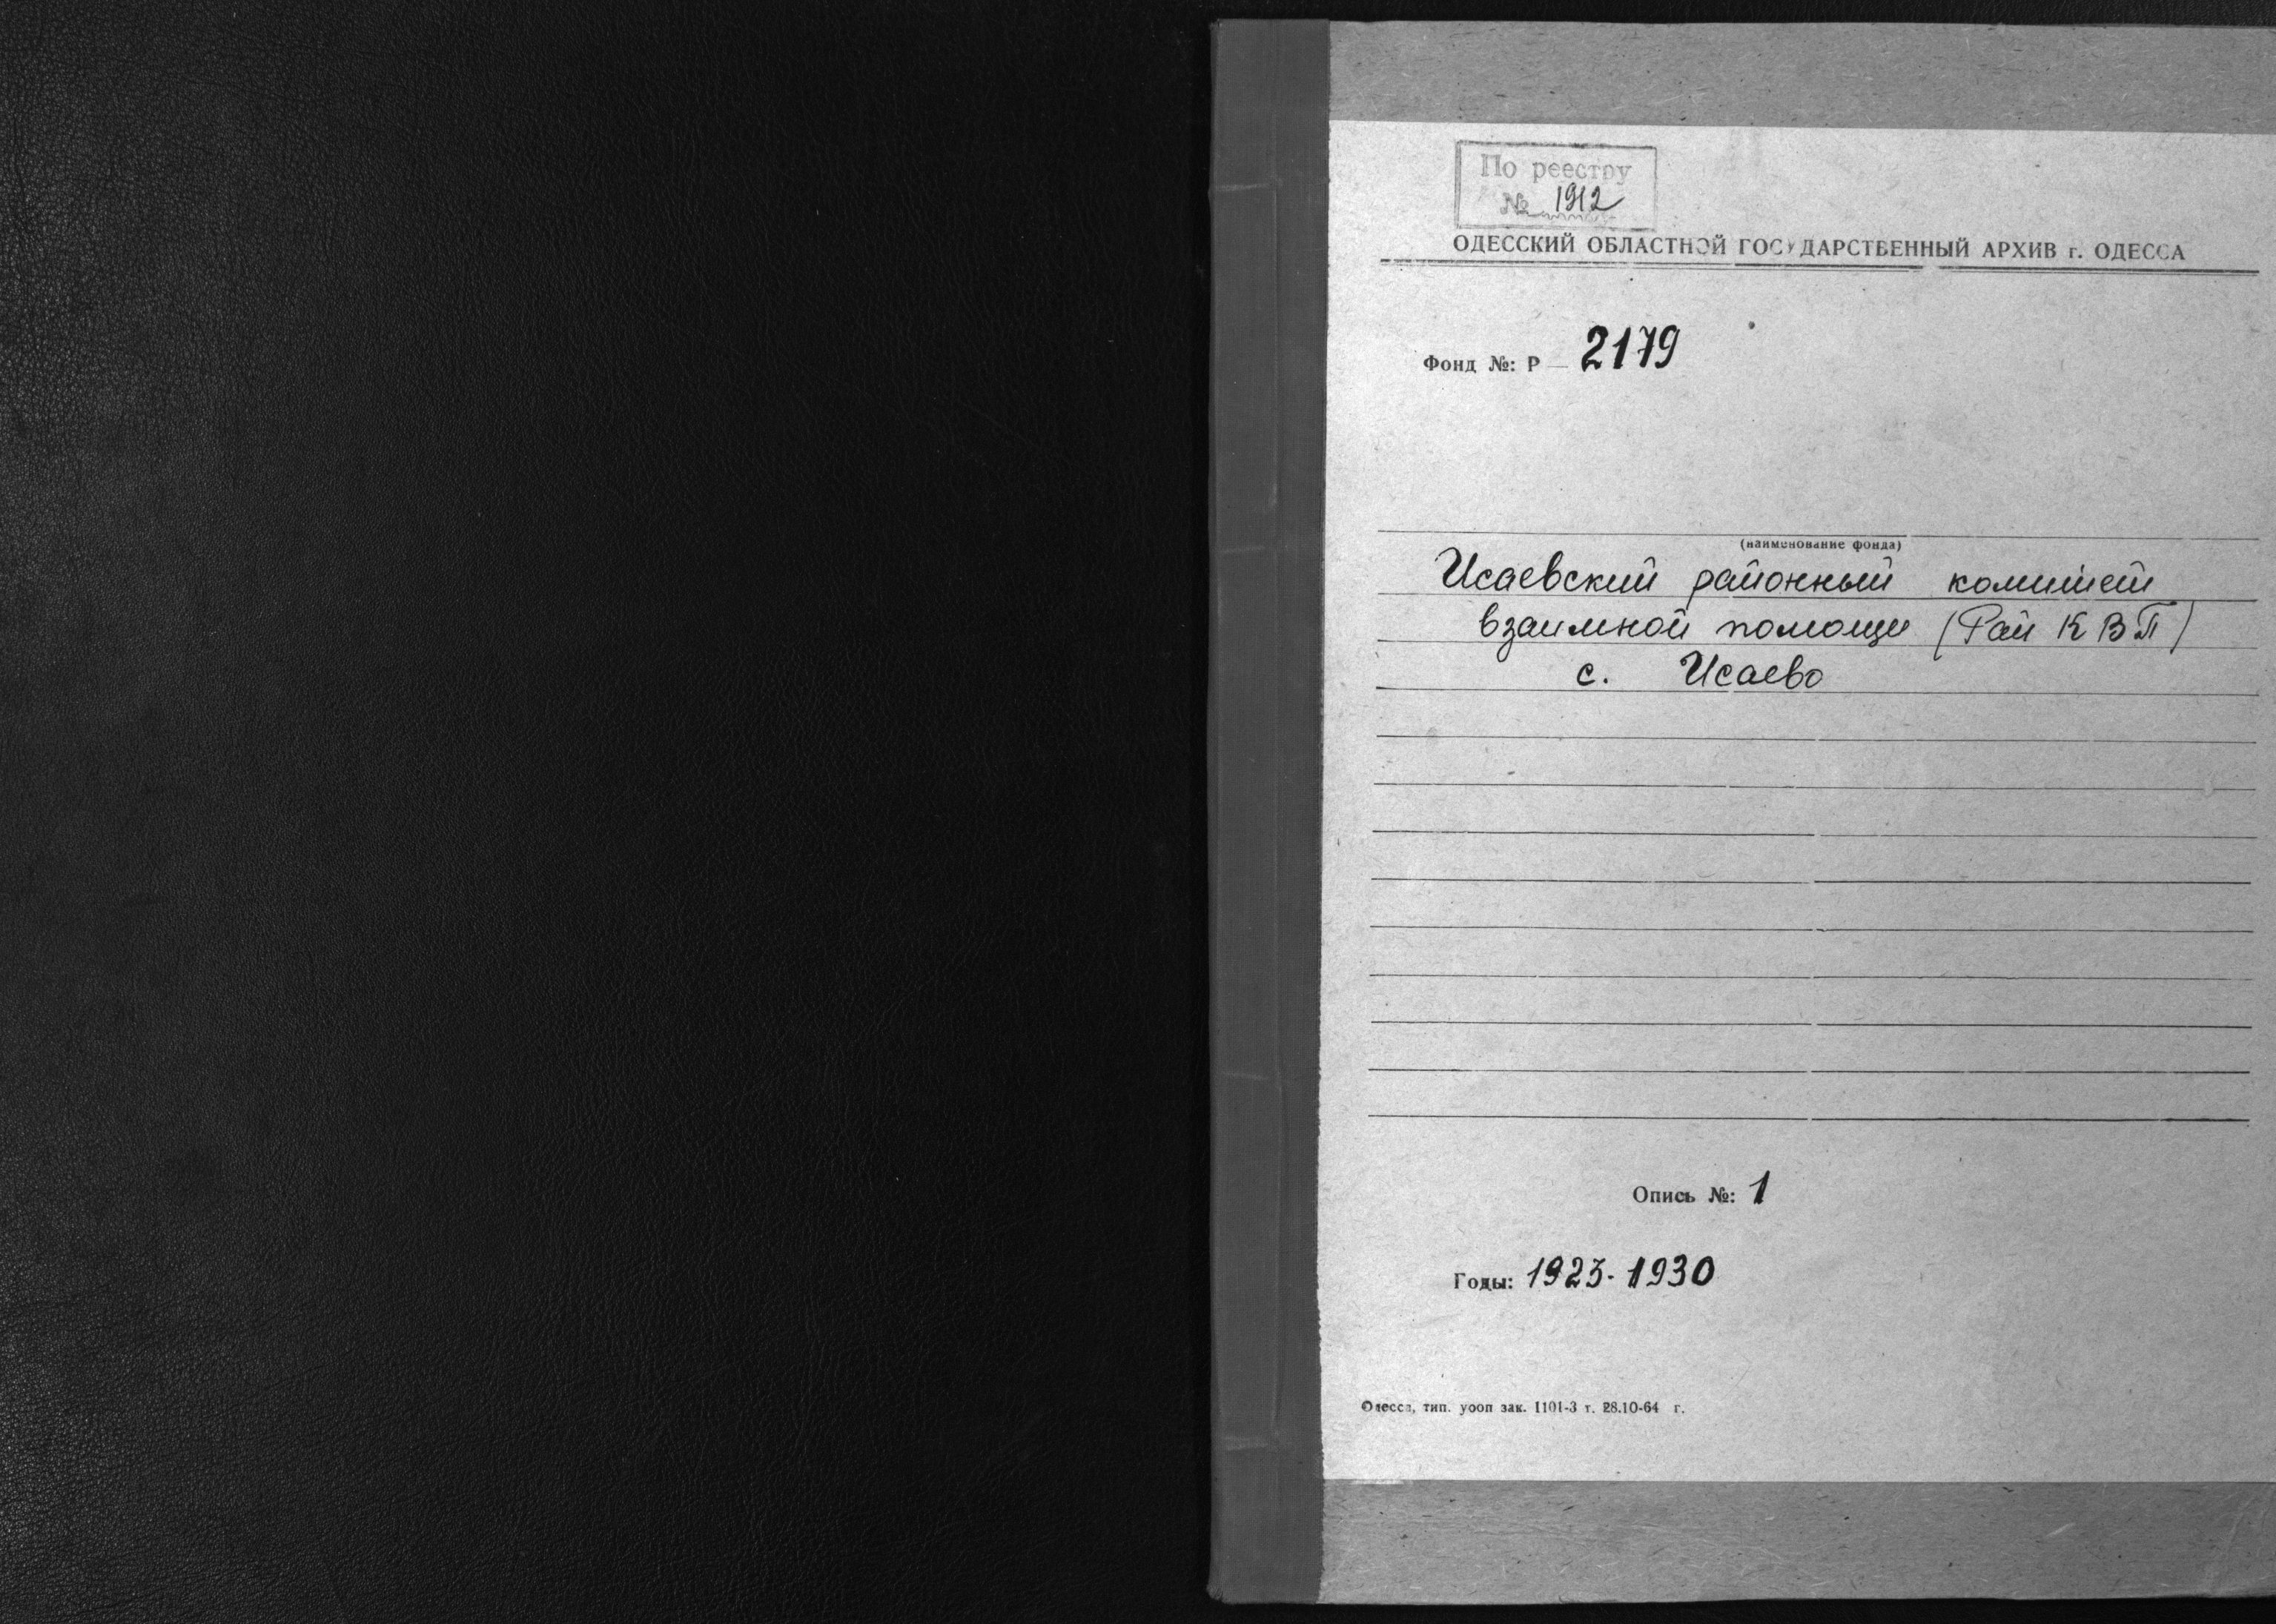 По реестру
№ 1912
ОДЕССКИЙ ОБЛАСТНОЙ ГОСУДАРСТВЕННЫЙ АРХИВ г. ОДЕССА
Фонд №: Р — 2179
(наименование фонда)
Исаевский районный комитет
взаимной помощи (Рай КВП)
с. Исаево
Опись №: 1
Годы: 1923-1930
Одесса, тип. уооп зак. 1101-3 т. 28.10-64 г.